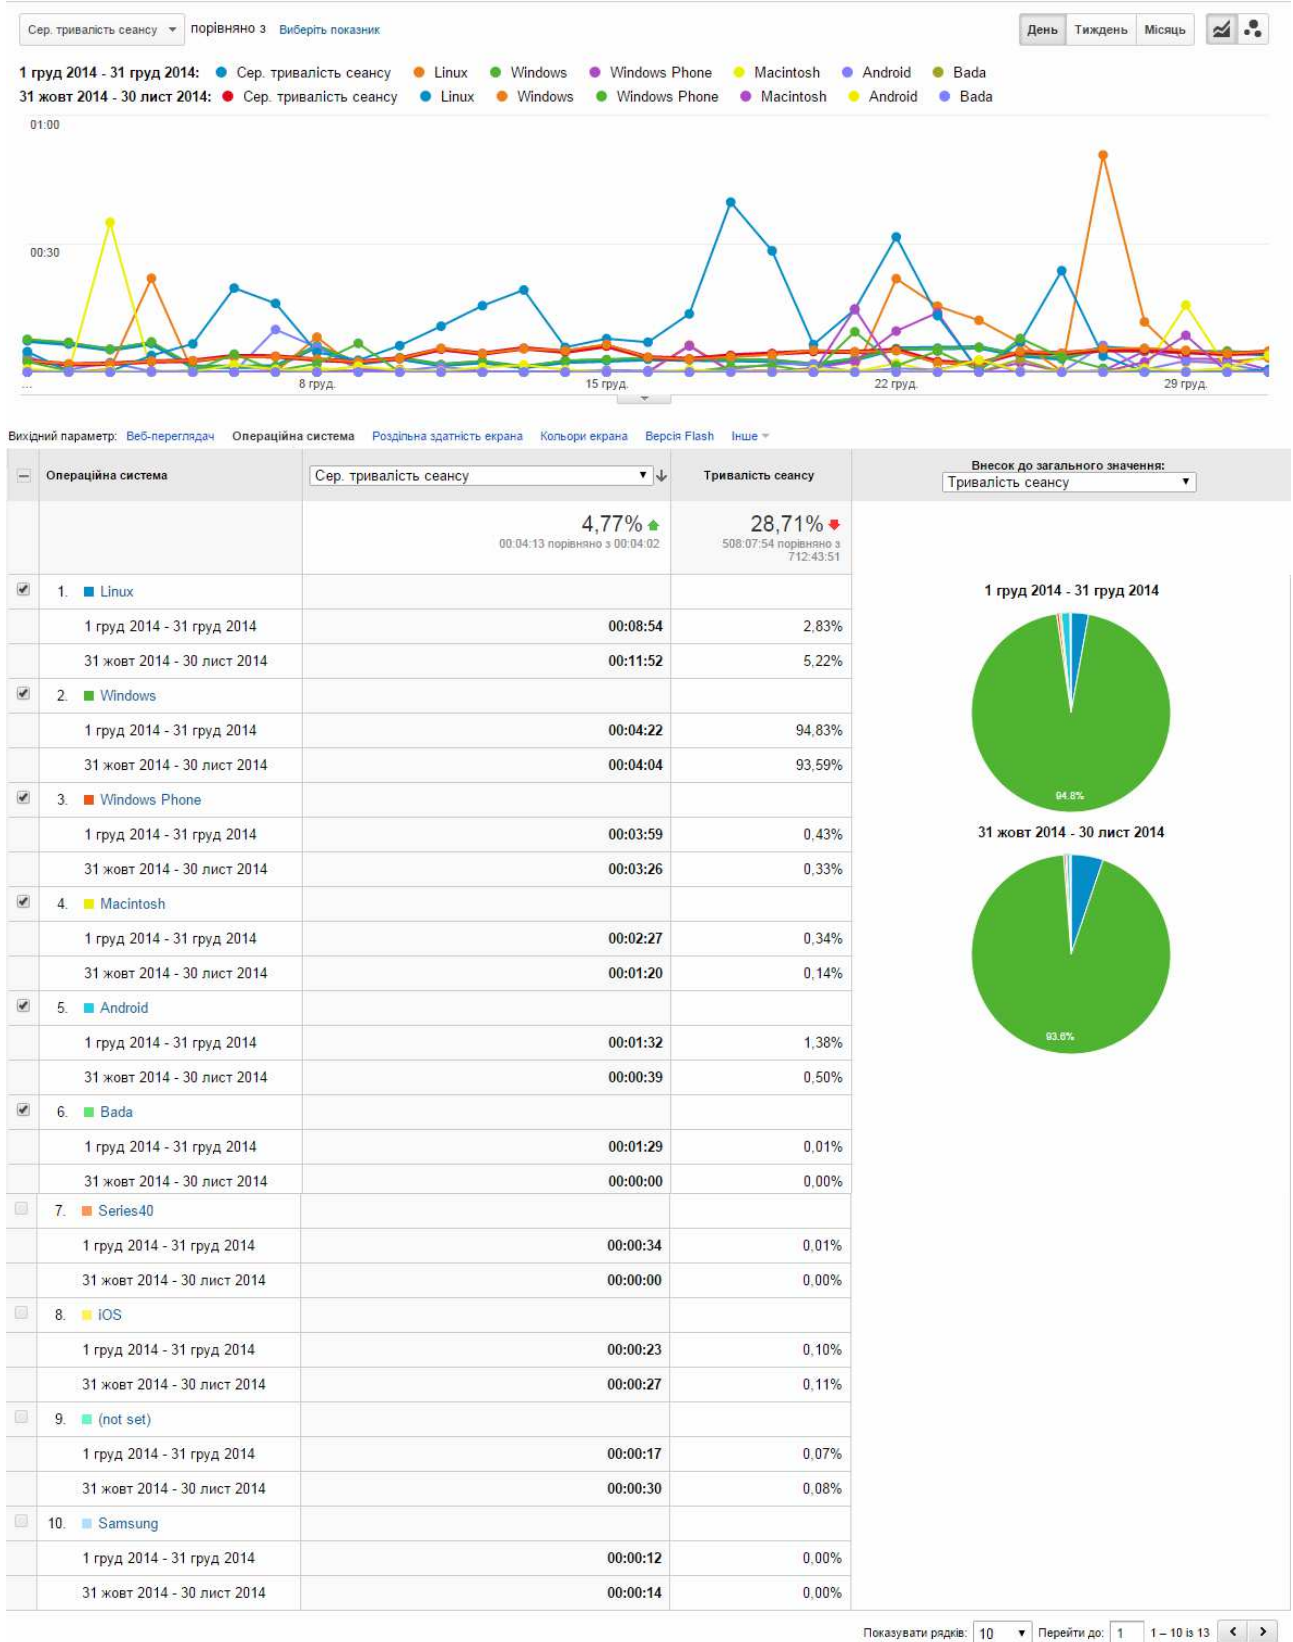 Сер. тривалість сеансу порівняно з Виберіть показник День Тиждень Місяць
1 груд 2014 - 31 груд 2014: Сер. тривалість сеансу Linux Windows Windows Phone Macintosh Android Bada
31 жовт 2014 - 30 лист 2014: Сер. тривалість сеансу Linux Windows Windows Phone Macintosh Android Bada
01:00
00:30
... 8 груд. 15 груд. 22 груд. 29 груд.
Вихідний параметр: Веб-переглядач Операційна система Роздільна здатність екрана Кольори екрана Версія Flash Інше
Операційна система Сер. тривалість сеансу Тривалість сеансу Внесок до загального значення:
Тривалість сеансу
4,77% 28,71%
00:04:13 порівняно з 00:04:02 508:07:54 порівняно з
712:43:51
1. Linux 1 груд 2014 - 31 груд 2014
1 груд 2014 - 31 груд 2014 00:08:54 2,83%
31 жовт 2014 - 30 лист 2014 00:11:52 5,22%
2. Windows
1 груд 2014 - 31 груд 2014 00:04:22 94,83%
31 жовт 2014 - 30 лист 2014 00:04:04 93,59%
3. Windows Phone 94.8%
1 груд 2014 - 31 груд 2014 00:03:59 0,43% 31 жовт 2014 - 30 лист 2014
31 жовт 2014 - 30 лист 2014 00:03:26 0,33%
4. Macintosh
1 груд 2014 - 31 груд 2014 00:02:27 0,34%
31 жовт 2014 - 30 лист 2014 00:01:20 0,14%
5. Android
1 груд 2014 - 31 груд 2014 00:01:32 1,38% 93.6%
31 жовт 2014 - 30 лист 2014 00:00:39 0,50%
6. Bada
1 груд 2014 - 31 груд 2014 00:01:29 0,01%
31 жовт 2014 - 30 лист 2014 00:00:00 0,00%
7. Series40
1 груд 2014 - 31 груд 2014 00:00:34 0,01%
31 жовт 2014 - 30 лист 2014 00:00:00 0,00%
8. iOS
1 груд 2014 - 31 груд 2014 00:00:23 0,10%
31 жовт 2014 - 30 лист 2014 00:00:27 0,11%
9. (not set)
1 груд 2014 - 31 груд 2014 00:00:17 0,07%
31 жовт 2014 - 30 лист 2014 00:00:30 0,08%
10. Samsung
1 груд 2014 - 31 груд 2014 00:00:12 0,00%
31 жовт 2014 - 30 лист 2014 00:00:14 0,00%
Показувати рядків: 10 Перейти до: 1 1 – 10 із 13